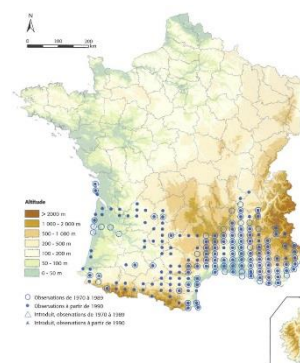 N
0 100 200
km
Altitude
> 2000 m
1 000 - 2 000 m
500 - 1 000 m
200 - 500 m
100 - 200 m
50 - 100 m
0 - 50 m
Observations de 1970 à 1989
Observations à partir de 1990
Introduit, observations de 1970 à 1989
Introduit, observations à partir de 1990